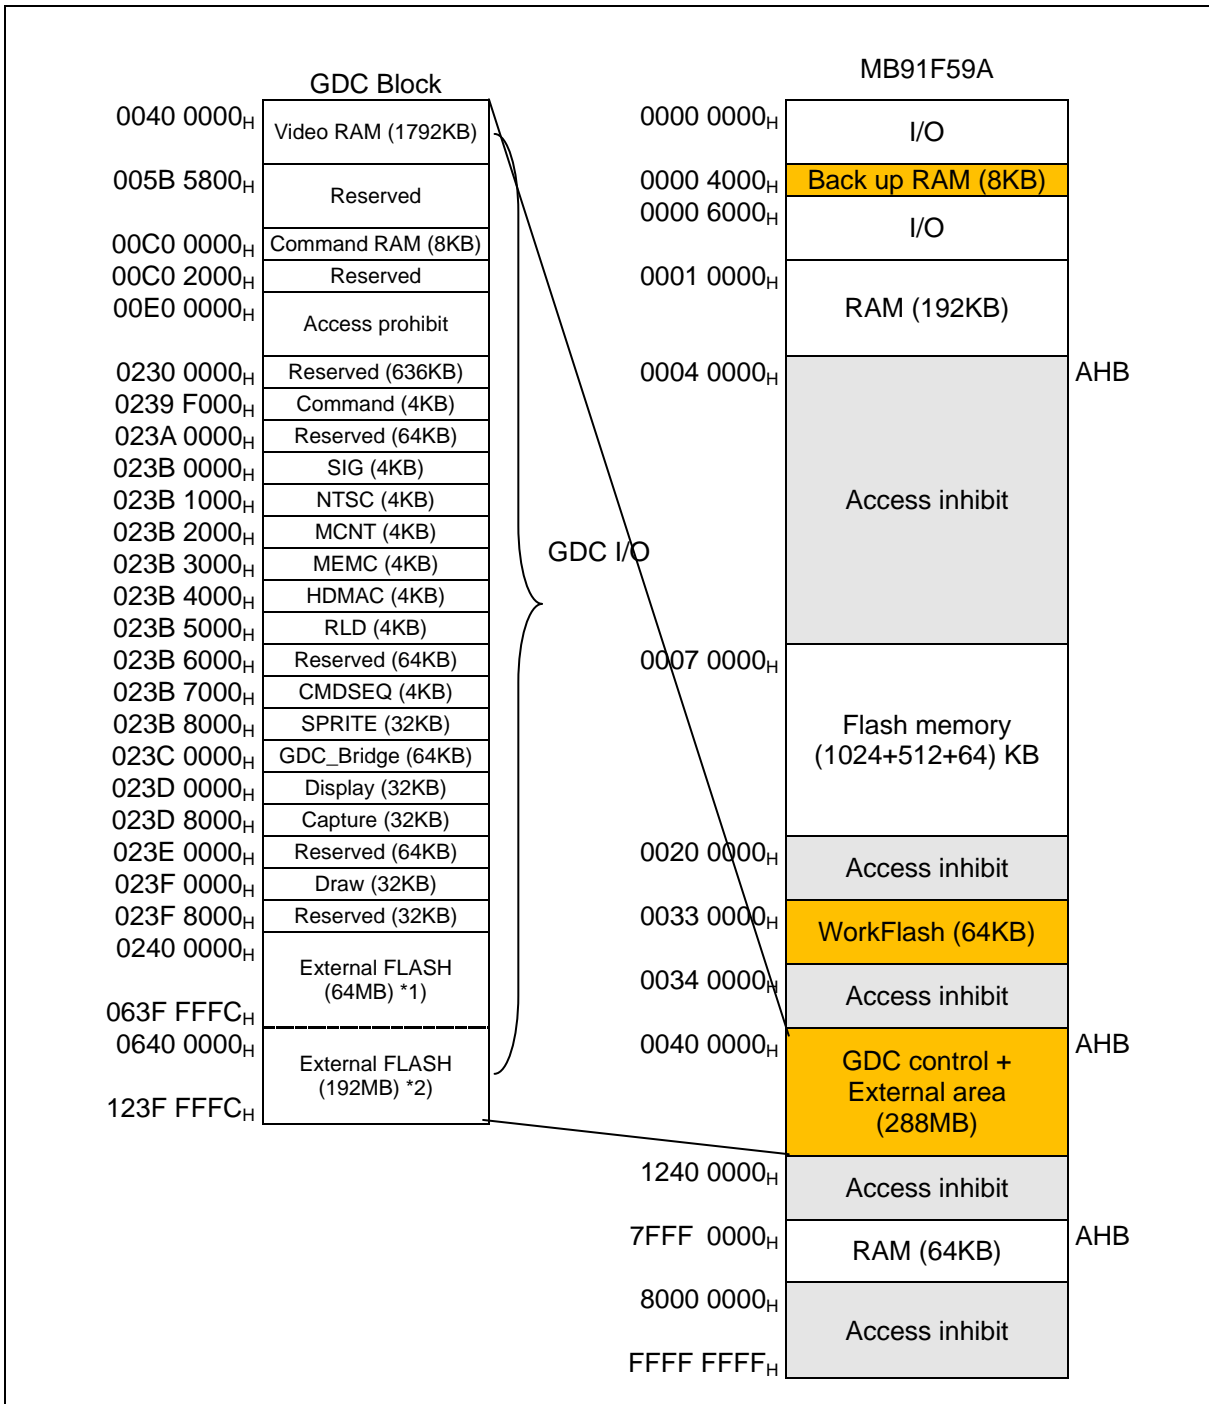 GDC Block
0040 0000H
Video RAM (1792KB)
005B 5800H
Reserved
00C0 0000H
Command RAM (8KB)
00C0 2000H
Reserved
00E0 0000H
Access prohibit
0230 0000H
Reserved (636KB)
0239 F000H
Command (4KB)
023A 0000H
Reserved (64KB)
023B 0000H
SIG (4KB)
023B 1000H
NTSC (4KB)
023B 2000H
MCNT (4KB)
023B 3000H
MEMC (4KB)
023B 4000H
HDMAC (4KB)
023B 5000H
RLD (4KB)
023B 6000H
Reserved (64KB)
023B 7000H
CMDSEQ (4KB)
023B 8000H
SPRITE (32KB)
023C 0000H
GDC_Bridge (64KB)
023D 0000H
Display (32KB)
023D 8000H
Capture (32KB)
023E 0000H
Reserved (64KB)
023F 0000H
Draw (32KB)
023F 8000H
Reserved (32KB)
0240 0000H
External FLASH
(64MB) *1)
063F FFFCH
0640 0000H
External FLASH
(192MB) *2)
123F FFFCH
GDC I/O
MB91F59A
0000 0000H
I/O
0000 4000H
Back up RAM (8KB)
0000 6000H
I/O
0001 0000H
RAM (192KB)
0004 0000H
AHB
Access inhibit
0007 0000H
Flash memory
(1024+512+64) KB
0020 0000H
Access inhibit
0033 0000H
WorkFlash (64KB)
0034 0000H
Access inhibit
0040 0000H
AHB
GDC control +
External area
(288MB)
1240 0000H
Access inhibit
7FFF 0000H
AHB
RAM (64KB)
8000 0000H
Access inhibit
FFFF FFFFH